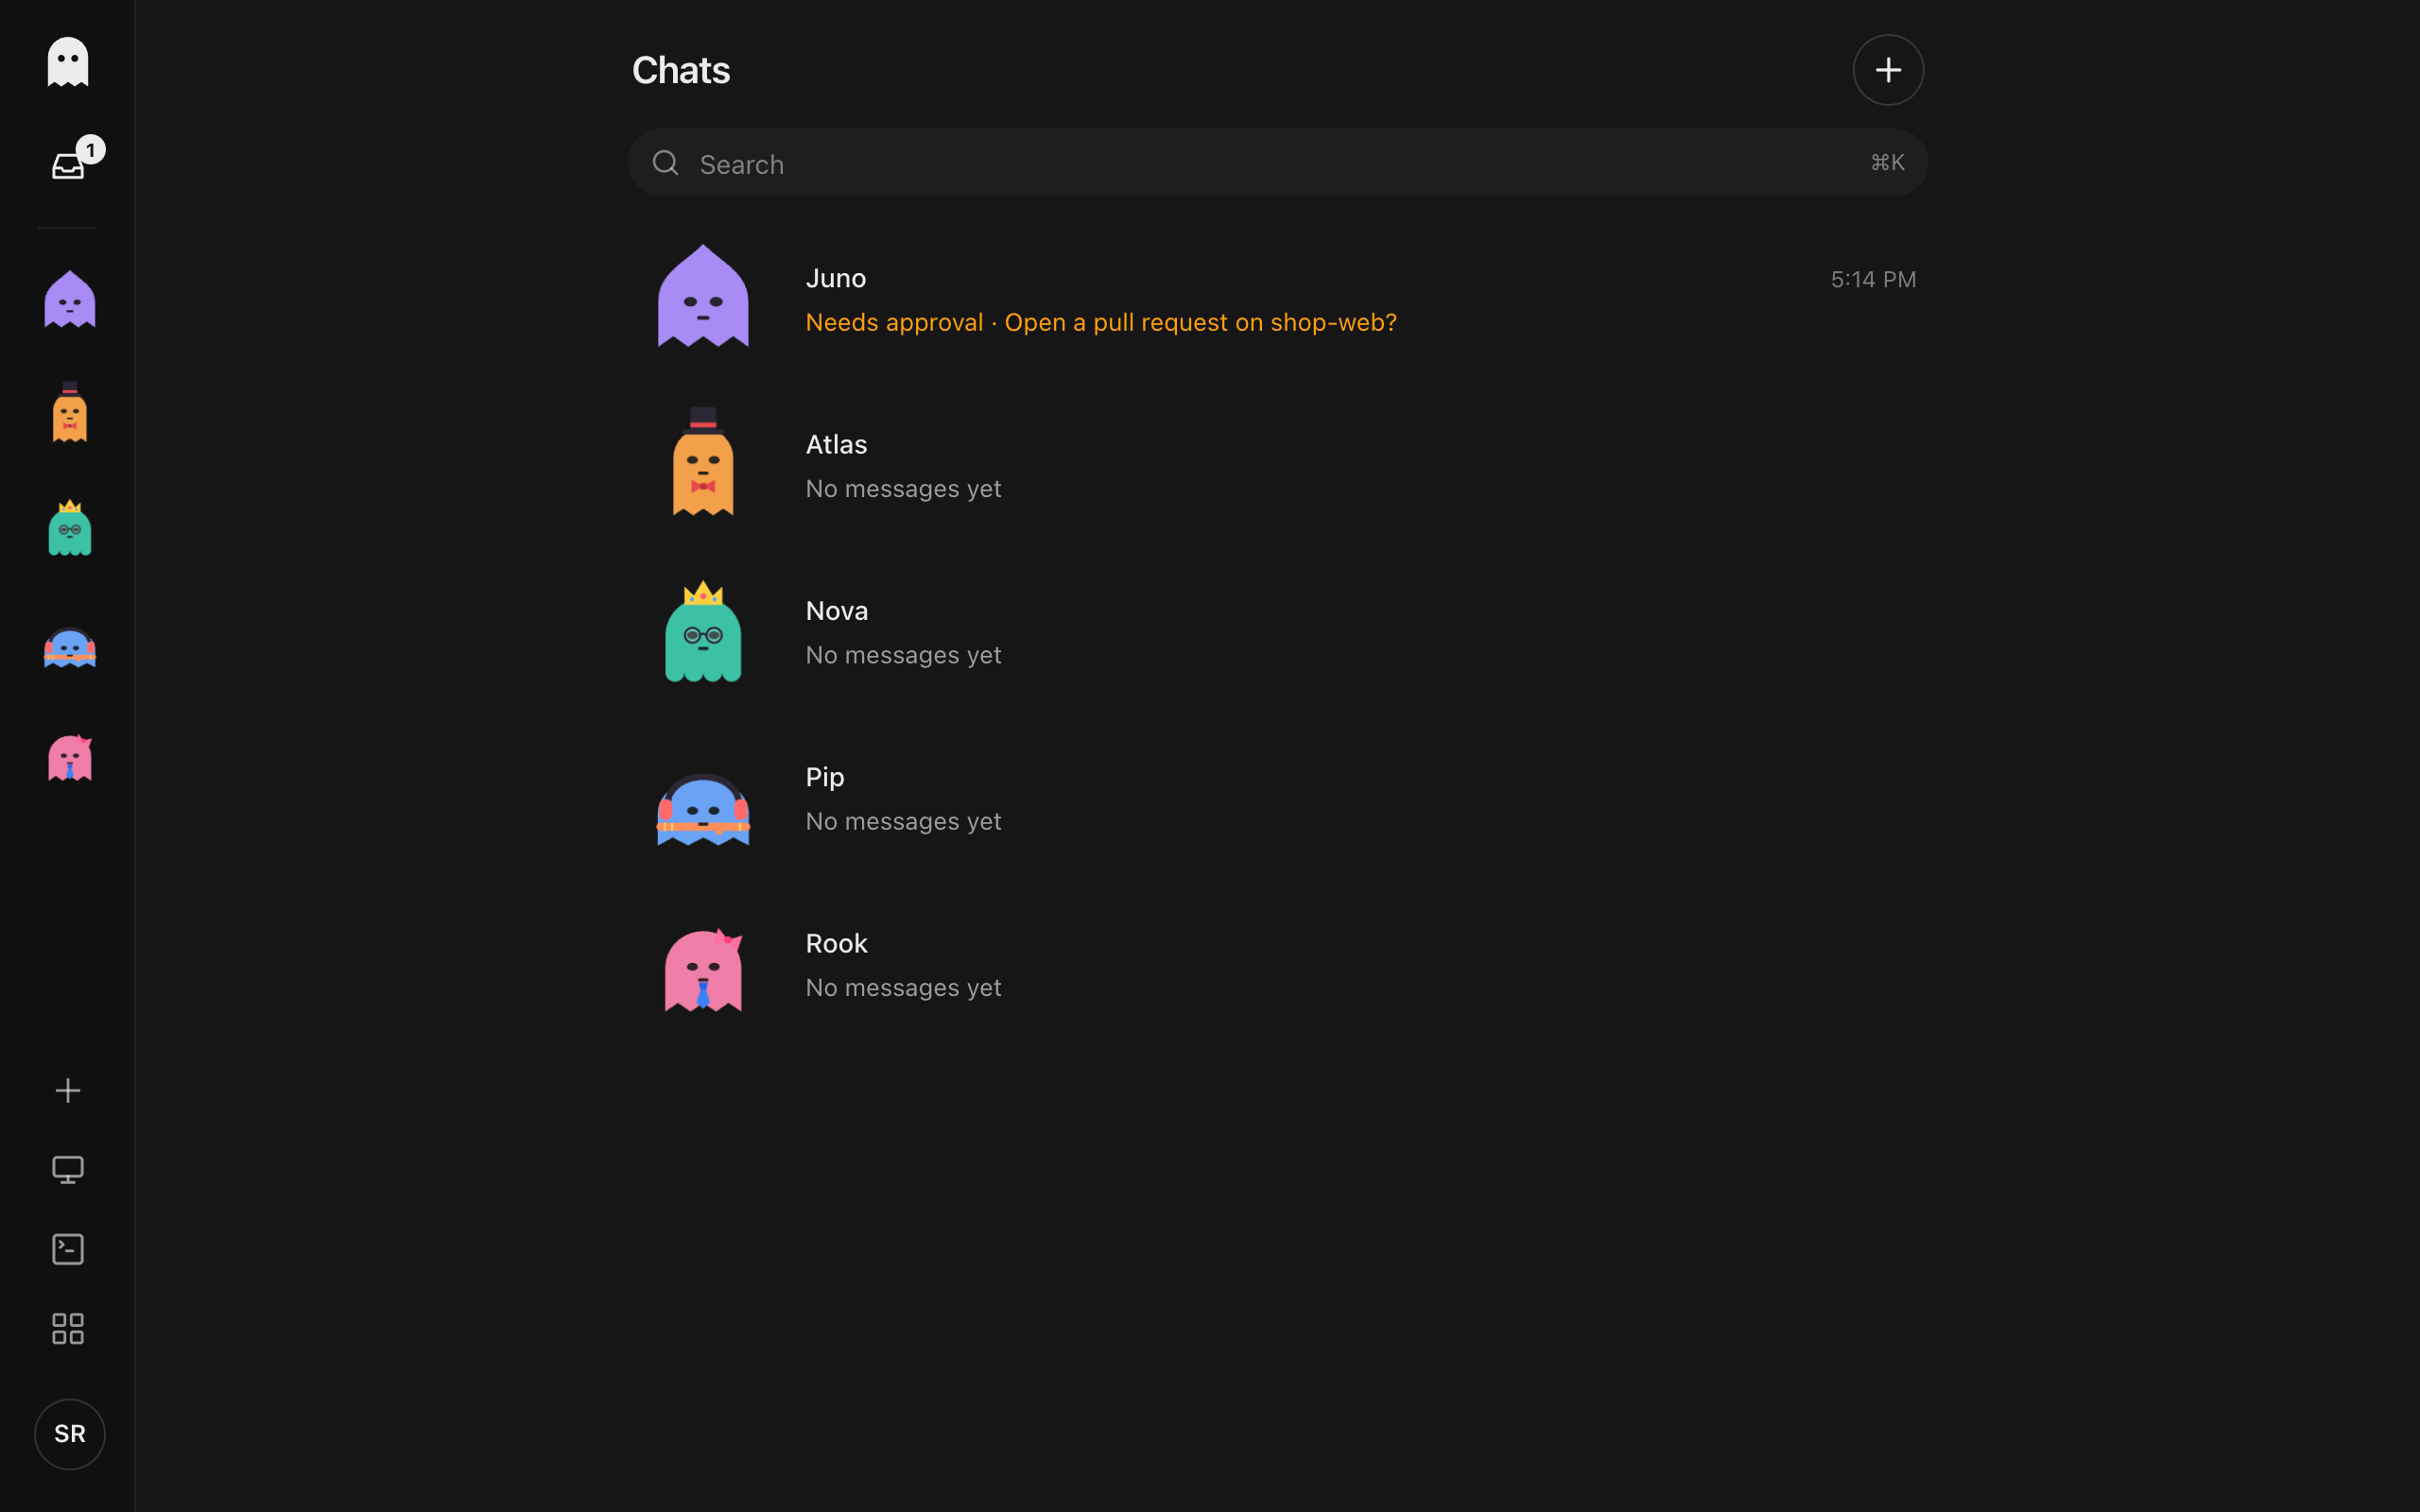 1
Chats
Search
⌘K
Juno
5:14 PM
Needs approval · Open a pull request on shop-web?
Atlas
No messages yet
Nova
No messages yet
Pip
No messages yet
Rook
No messages yet
SR